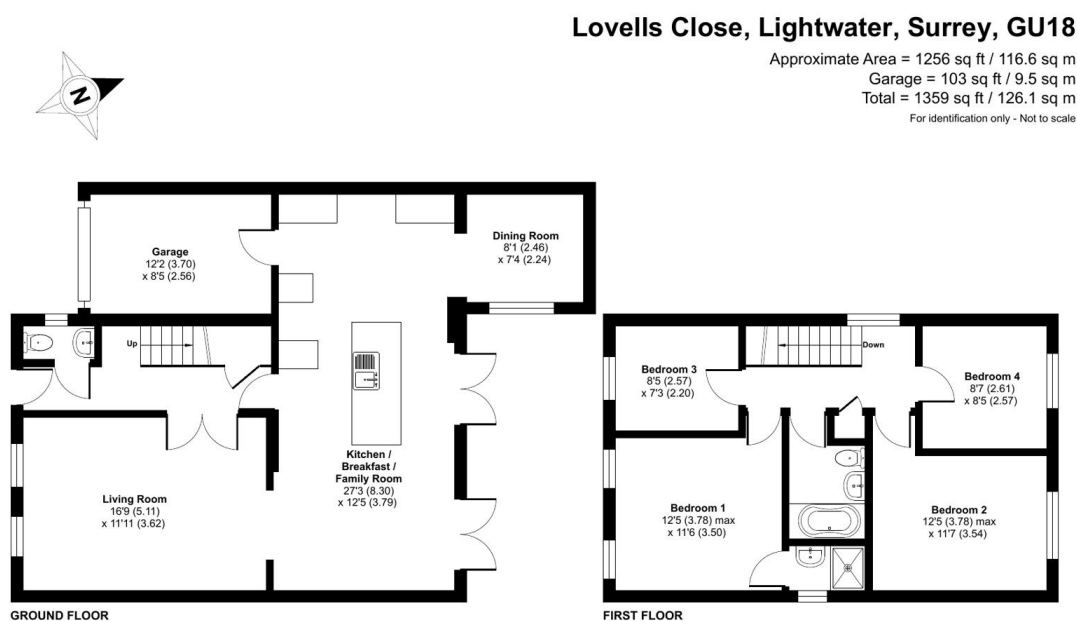 Lovells Close, Lightwater, Surrey, GU18
Approximate Area = 1256 sq ft / 116.6 sq m
Garage = 103 sq ft / 9.5 sq m
Total = 1359 sq ft / 126.1 sq m
For identification only - Not to scale
N
Garage
12'2 (3.70)
x 8'5 (2.56)
Dining Room
8'1 (2.46)
x 7'4 (2.24)
Up
Kitchen /
Breakfast /
Family Room
27'3 (8.30)
x 12'5 (3.79)
Living Room
16'9 (5.11)
x 11'11 (3.62)
GROUND FLOOR
Down
Bedroom 3
8'5 (2.57)
x 7'3 (2.20)
Bedroom 4
8'7 (2.61)
x 8'5 (2.57)
Bedroom 1
12'5 (3.78) max
x 11'6 (3.50)
Bedroom 2
12'5 (3.78) max
x 11'7 (3.54)
FIRST FLOOR